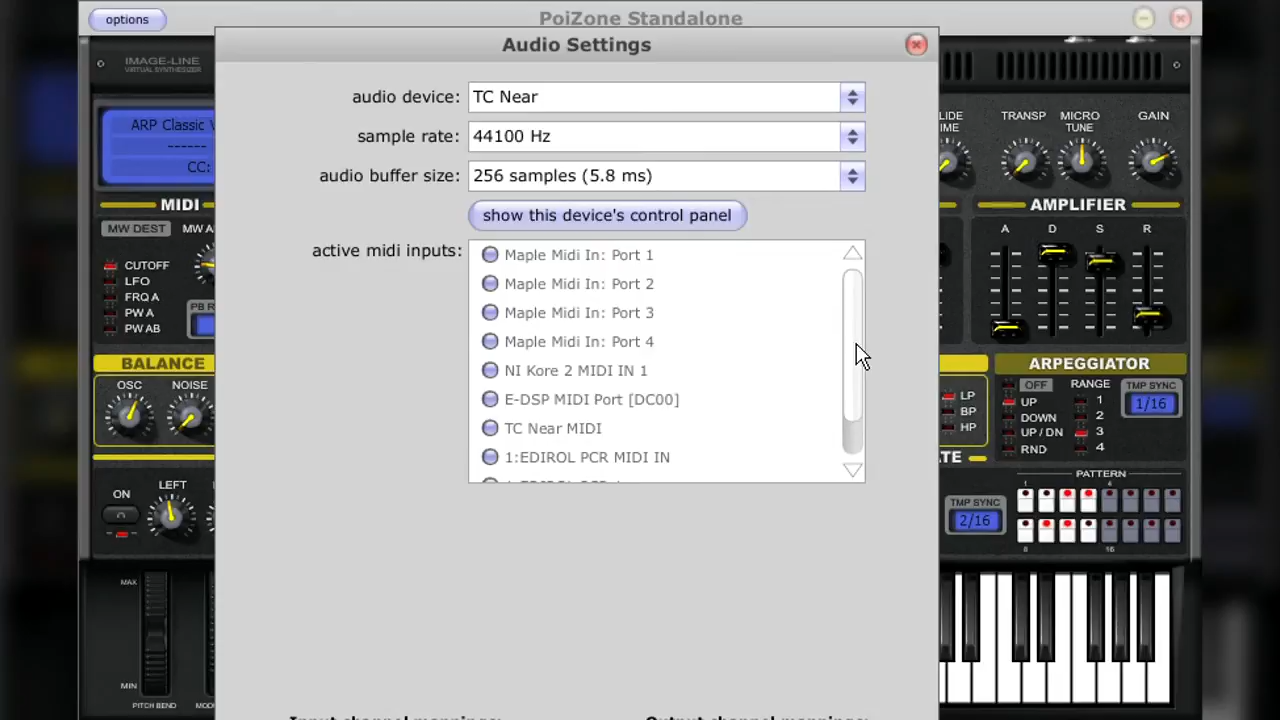 options
PoiZone Standalone
Audio Settings
audio device: TC Near
sample rate: 44100 Hz
audio buffer size: 256 samples (5.8 ms)
show this device's control panel
active midi inputs:
Maple Midi In: Port 1
Maple Midi In: Port 2
Maple Midi In: Port 3
Maple Midi In: Port 4
NI Kore 2 MIDI IN 1
E-DSP MIDI Port [DC00]
TC Near MIDI
1:EDIROL PCR MIDI IN
IMAGE-LINE
VIRTUAL SYNTHESIZER
ARP Classic
------
CC:
MIDI
MW DEST
CUTOFF
LFO
FRQ A
PW A
PW AB
PB R
BALANCE
OSC NOISE
ON LEFT
MAX
MIN
PITCH BEND
TRANSP MICRO TUNE GAIN
AMPLIFIER
A D S R
LP
BP
HP
ARPEGGIATOR
OFF
UP
DOWN
UP / DN
RND
RANGE
1
2
3
4
TMP SYNC
1/16
PATTERN
1 4
TMP SYNC
2/16
8 16